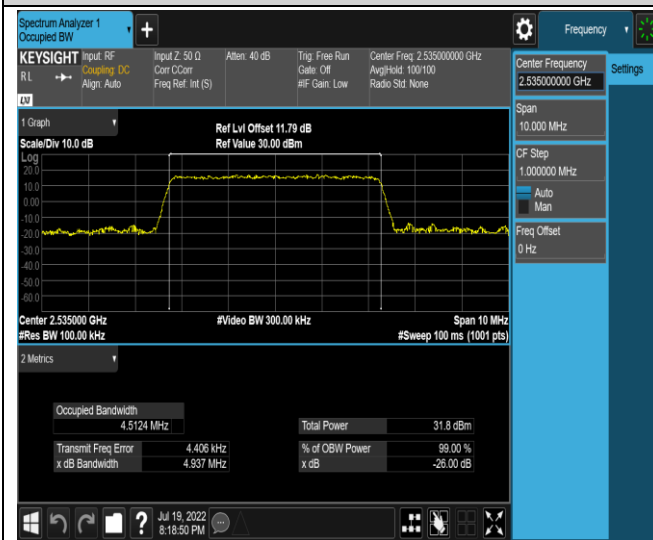 Spectrum Analyzer 1
Occupied BW
+
Frequency
KEYSIGHT
RL
LXI
Input: RF
Coupling: DC
Align: Auto
Input Z: 50 Ω
Corr CCorr
Freq Ref: Int (S)
Atten: 40 dB
Trig: Free Run
Gate: Off
#IF Gain: Low
Center Freq: 2.535000000 GHz
Avg|Hold: 100/100
Radio Std: None
Center Frequency
2.535000000 GHz
Settings
Span
10.000 MHz
CF Step
1.000000 MHz
Auto
Man
Freq Offset
0 Hz
1 Graph
Scale/Div 10.0 dB
Ref Lvl Offset 11.79 dB
Ref Value 30.00 dBm
Log
20.0
10.0
0.00
-10.0
-20.0
-30.0
-40.0
-50.0
-60.0
Center 2.535000 GHz
#Video BW 300.00 kHz
Span 10 MHz
#Res BW 100.00 kHz
#Sweep 100 ms (1001 pts)
2 Metrics
Occupied Bandwidth
4.5124 MHz
Total Power 31.8 dBm
Transmit Freq Error 4.406 kHz
% of OBW Power 99.00 %
x dB Bandwidth 4.937 MHz
x dB -26.00 dB
?
Jul 19, 2022
8:18:50 PM